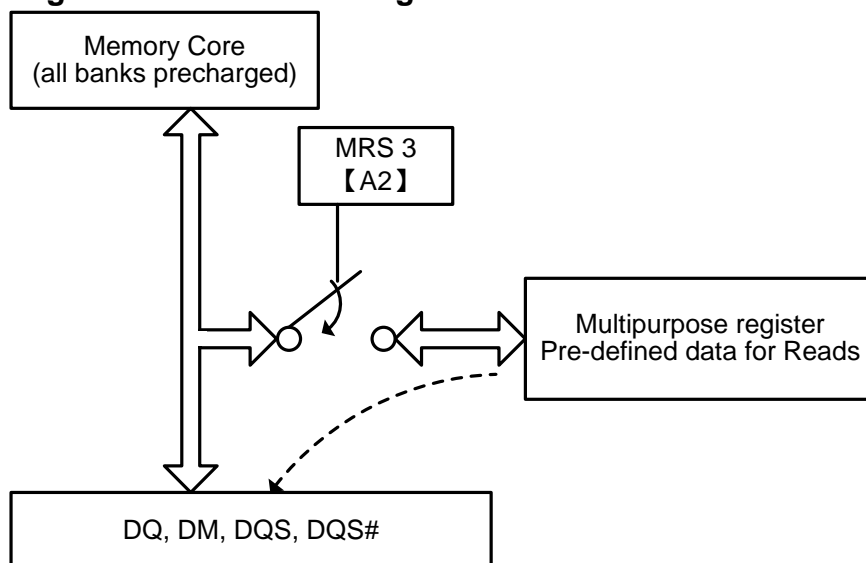 Memory Core
(all banks precharged)
MRS 3
【A2】
Multipurpose register
Pre-defined data for Reads
DQ, DM, DQS, DQS#